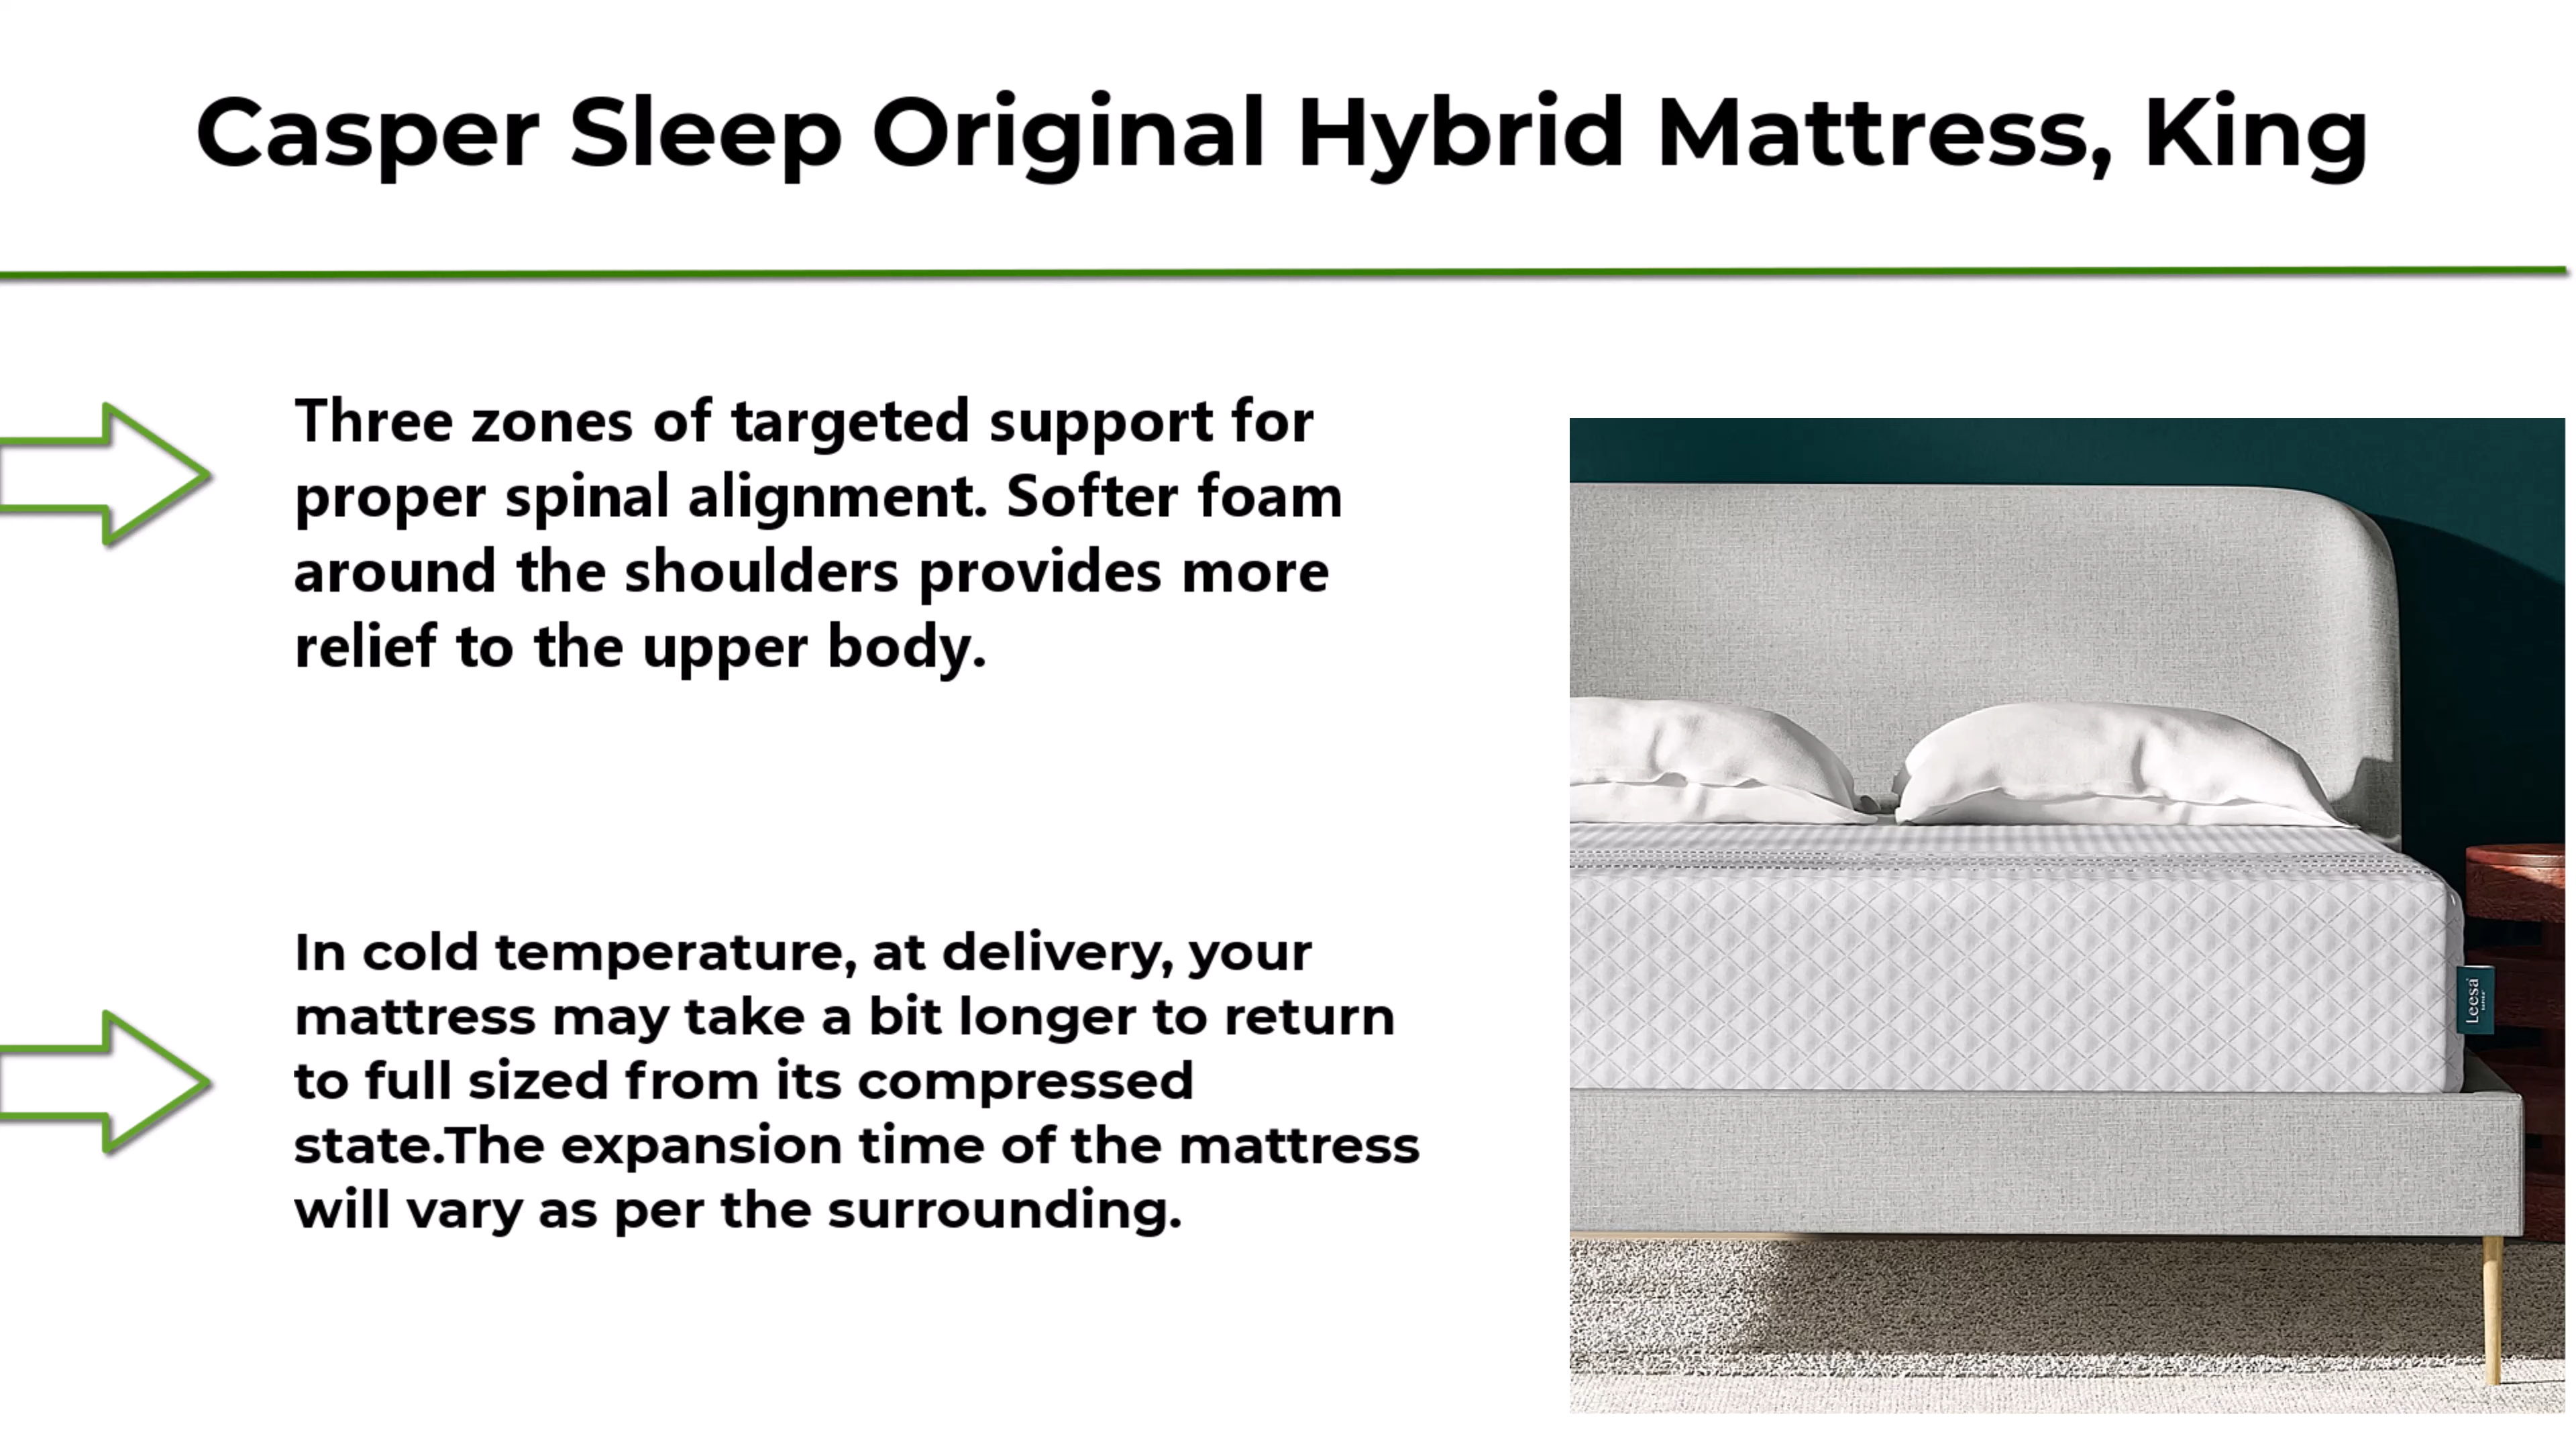 Casper Sleep Original Hybrid Mattress, King
Three zones of targeted support for
proper spinal alignment. Softer foam
around the shoulders provides more
relief to the upper body.
In cold temperature, at delivery, your
mattress may take a bit longer to return
to full sized from its compressed
state.The expansion time of the mattress
will vary as per the surrounding.
Leesa